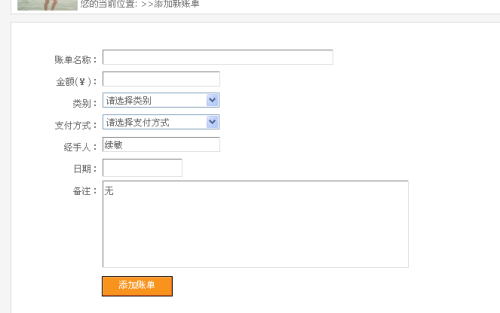 您的当前位置: >>添加新账单
账单名称：
金额(￥)：
类别： 请选择类别
支付方式： 请选择支付方式
经手人： 续敏
日期：
备注： 无
添加账单